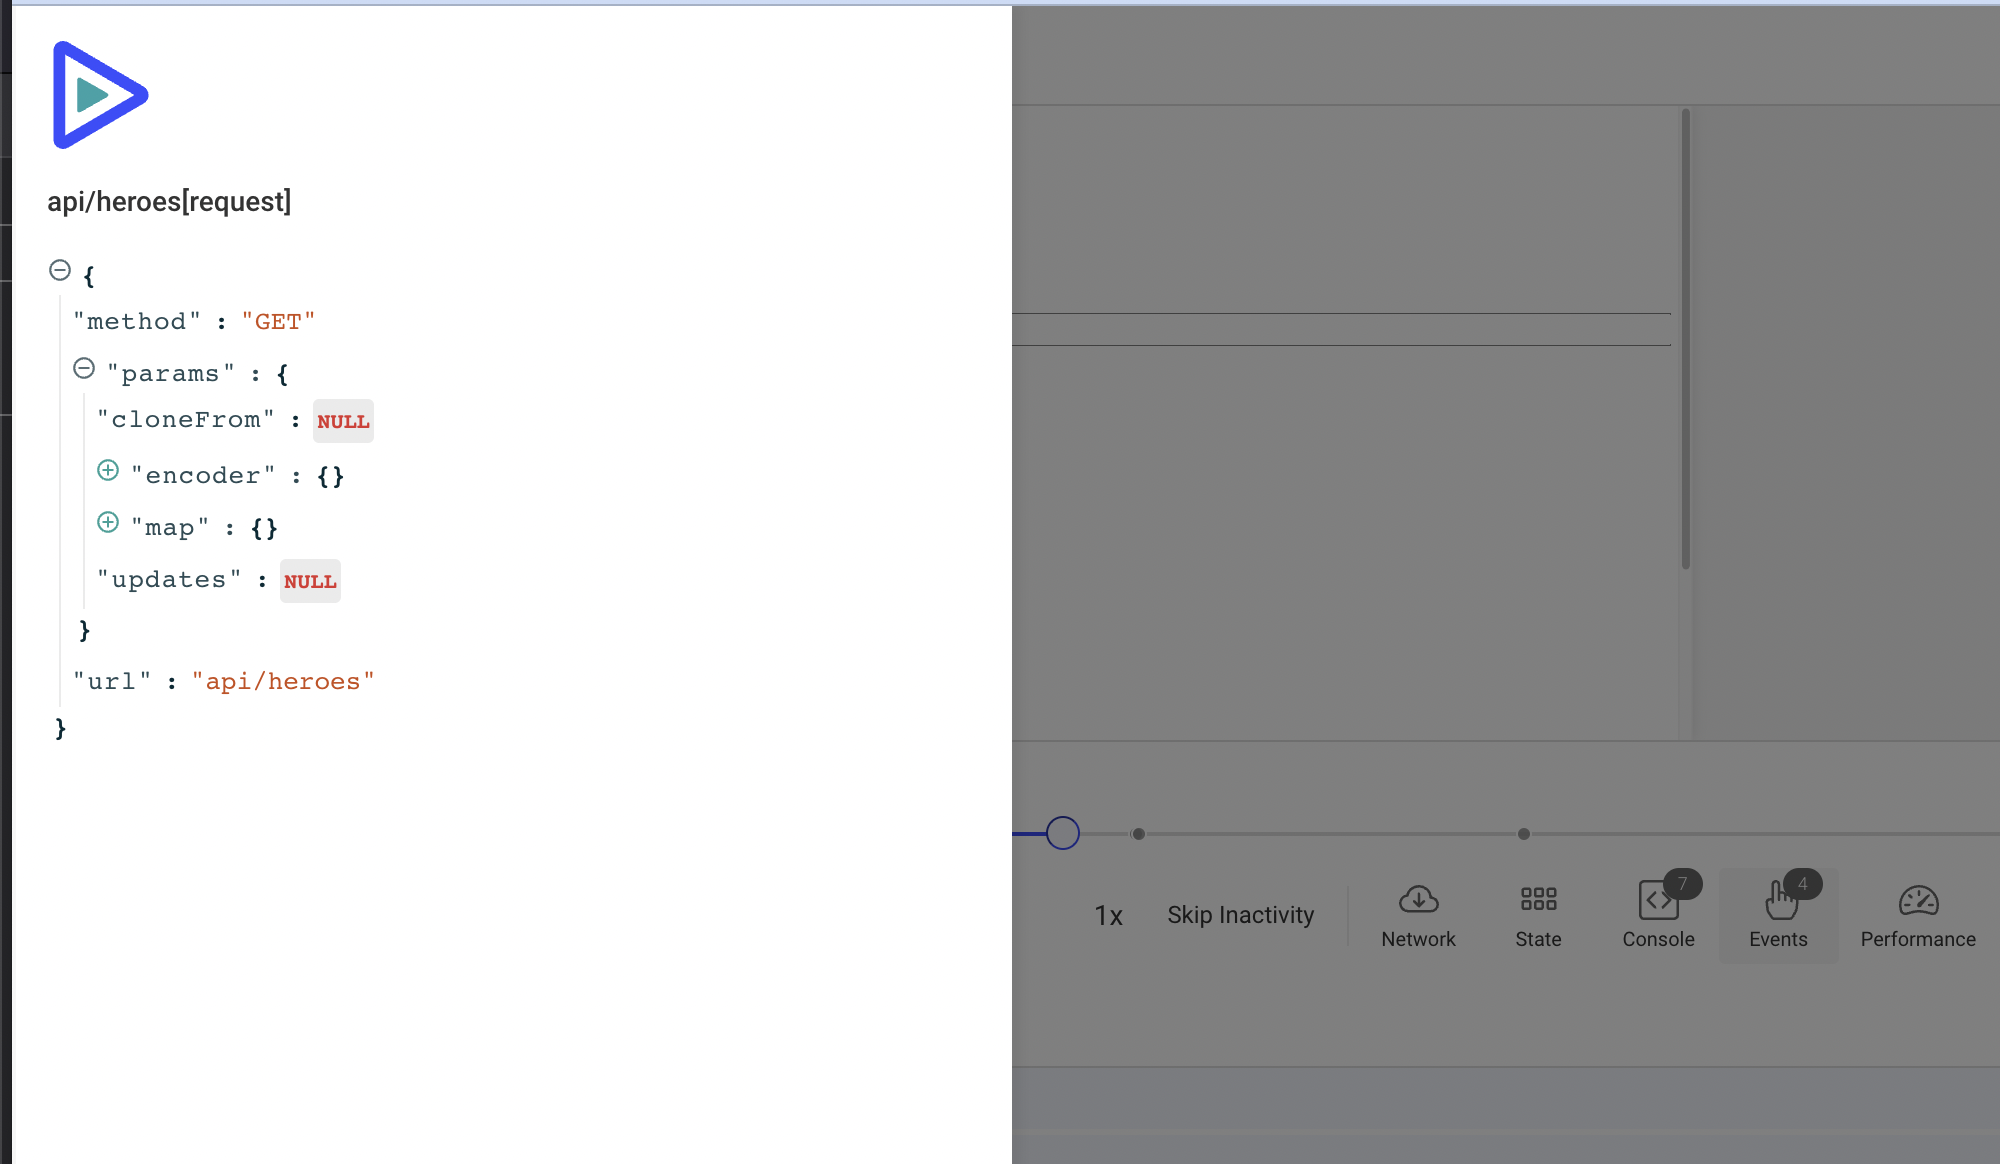 api/heroes[request]
{
"method" : "GET"
"params" : {
"cloneFrom" : NULL
"encoder" : {}
"map" : {}
"updates" : NULL
}
"url" : "api/heroes"
}
1x
Skip Inactivity
Network
State
7
Console
4
Events
Performance